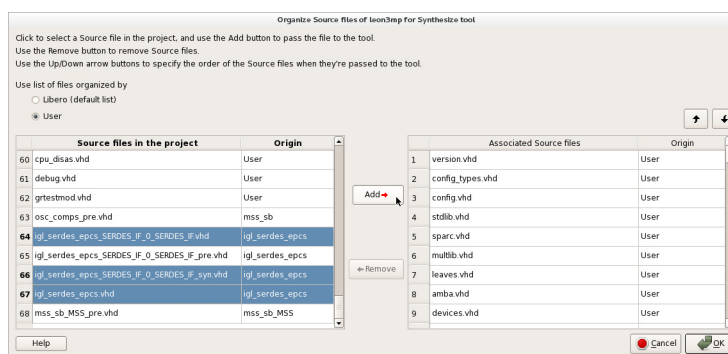 Organize Source files of leon3mp for Synthesize tool
Click to select a Source file in the project, and use the Add button to pass the file to the tool.
Use the Remove button to remove Source files.
Use the Up/Down arrow buttons to specify the order of the Source files when they're passed to the tool.
Use list of files organized by
Libero (default list)
User
Source files in the project Origin
60 cpu_disas.vhd User
61 debug.vhd User
62 grtestmod.vhd User
63 osc_comps_pre.vhd mss_sb
64 igl_serdes_epcs_SERDES_IF_0_SERDES_IF.vhd igl_serdes_epcs
65 igl_serdes_epcs_SERDES_IF_0_SERDES_IF_pre.vhd igl_serdes_epcs
66 igl_serdes_epcs_SERDES_IF_0_SERDES_IF_syn.vhd igl_serdes_epcs
67 igl_serdes_epcs.vhd igl_serdes_epcs
68 mss_sb_MSS_pre.vhd mss_sb_MSS
Add
Remove
Associated Source files Origin
1 version.vhd User
2 config_types.vhd User
3 config.vhd User
4 stdlib.vhd User
5 sparc.vhd User
6 multlib.vhd User
7 leaves.vhd User
8 amba.vhd User
9 devices.vhd User
Help
Cancel
OK